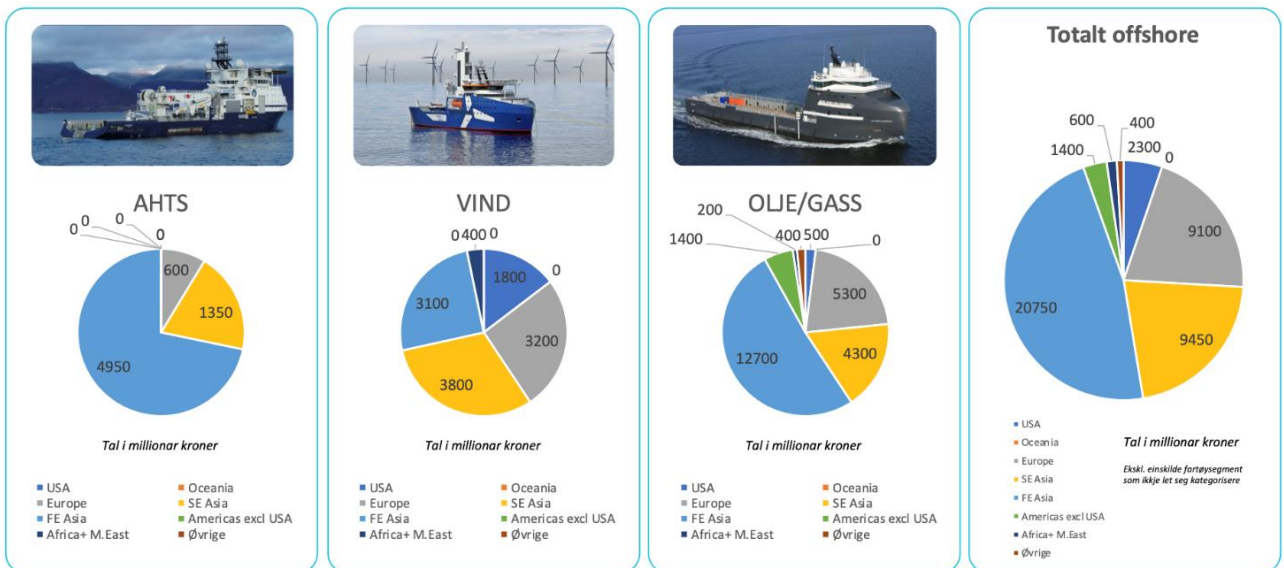 AHTS
0
0
0
0
600
1350
4950
Tal i millionar kroner
USA
Oceania
Europe
SE Asia
FE Asia
Americas excl USA
Africa+ M.East
Øvrige
VIND
0
400
0
1800
0
3200
3800
3100
Tal i millionar kroner
USA
Oceania
Europe
SE Asia
FE Asia
Americas excl USA
Africa+ M.East
Øvrige
OLJE/GASS
200
1400
400
500
0
5300
4300
12700
Tal i millionar kroner
USA
Oceania
Europe
SE Asia
FE Asia
Americas excl USA
Africa+ M.East
Øvrige
Totalt offshore
600
400
1400
2300
0
9100
9450
20750
USA
Oceania
Europe
SE Asia
FE Asia
Americas excl USA
Africa+ M.East
Øvrige
Tal i millionar kroner
Ekskl. einskilde fartøysegment
som ikkje let seg kategorisere